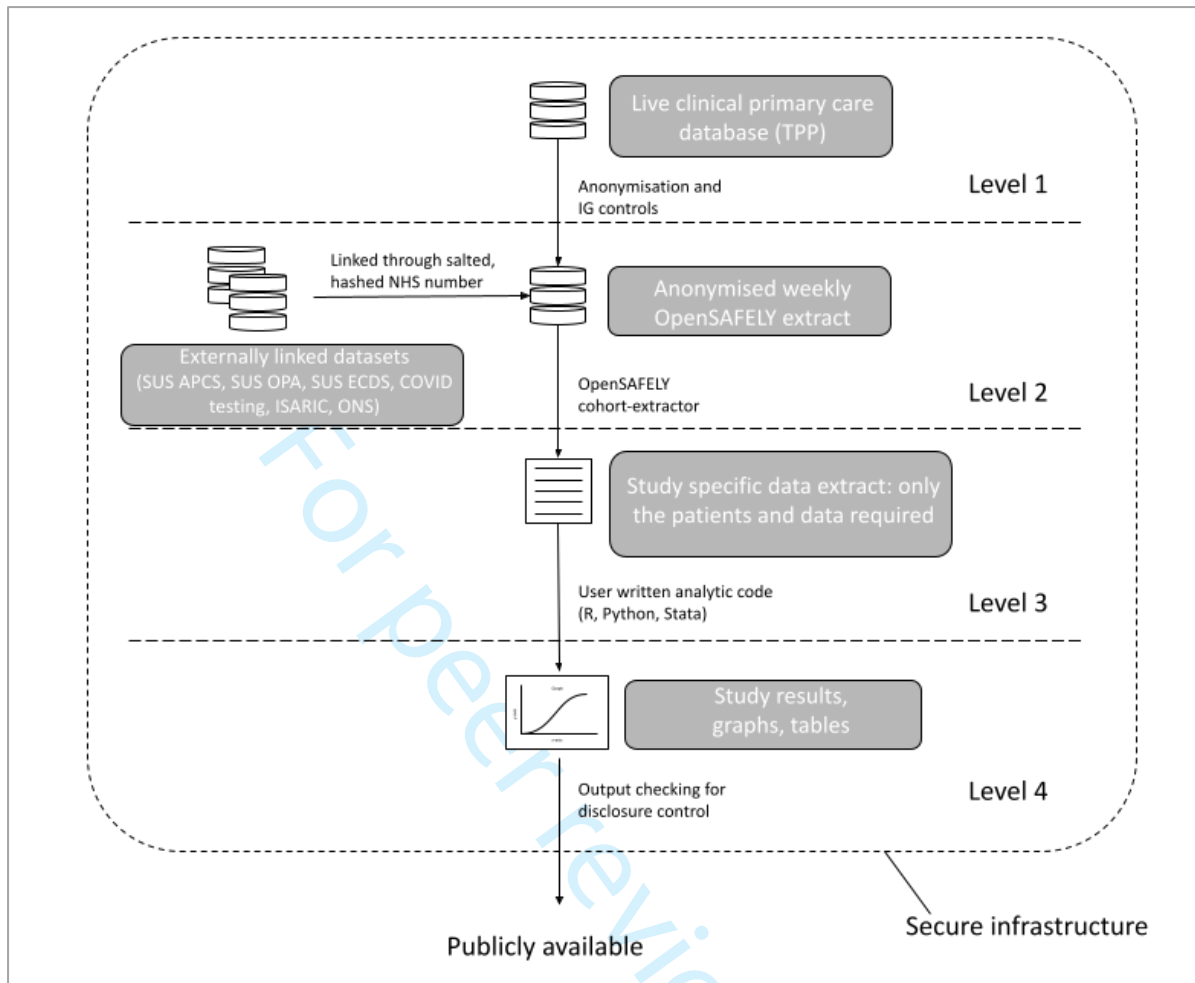 Live clinical primary care
database (TPP)
Level 1
Anonymisation and
IG controls
Linked through salted,
hashed NHS number
Anonymised weekly
OpenSAFELY extract
Externally linked datasets
(SUS APCS, SUS OPA, SUS ECDS, COVID
testing, ISARIC, ONS)
OpenSAFELY
cohort-extractor
Level 2
Study specific data extract: only
the patients and data required
User written analytic code
(R, Python, Stata)
Level 3
Graph
Study results,
graphs, tables
Output checking for
disclosure control
Level 4
Secure infrastructure
Publicly available
For peer revie